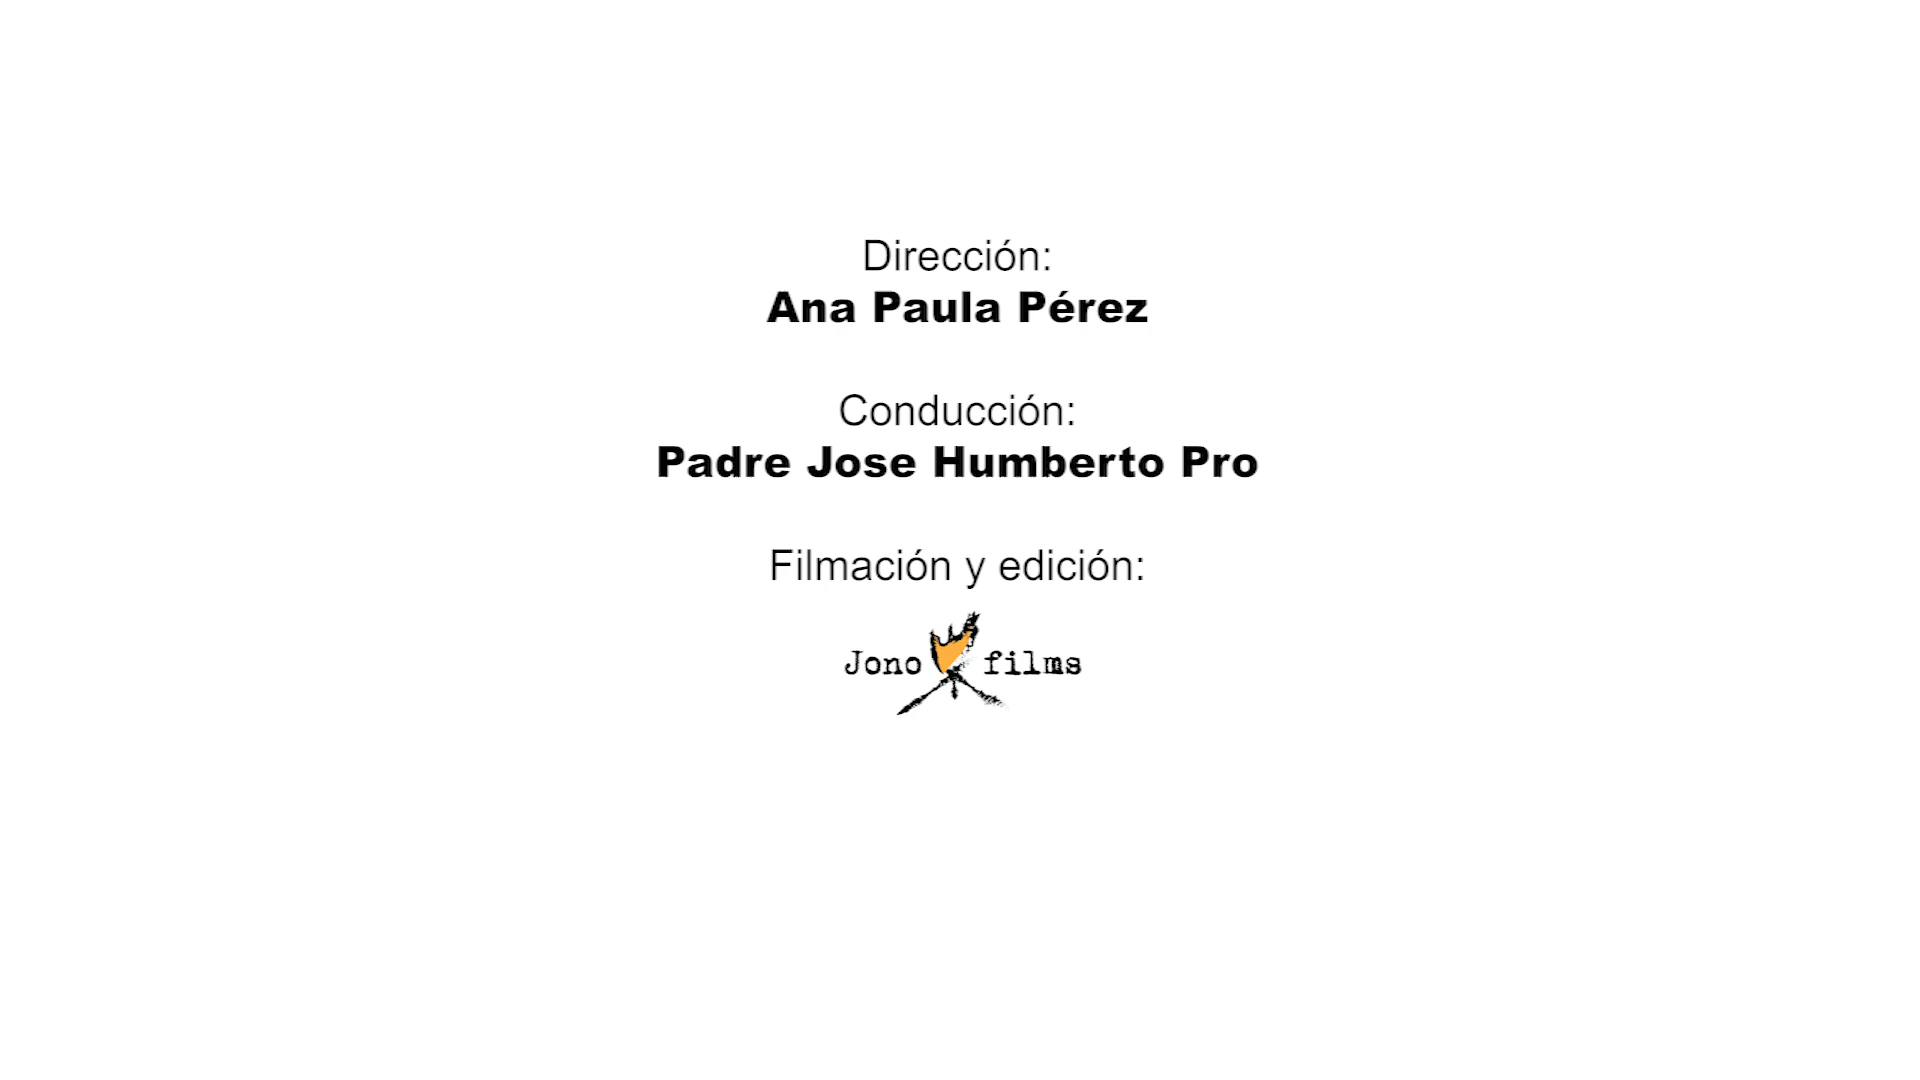 Dirección:
Ana Paula Pérez
Conducción:
Padre Jose Humberto Pro
Filmación y edición:
Jono films